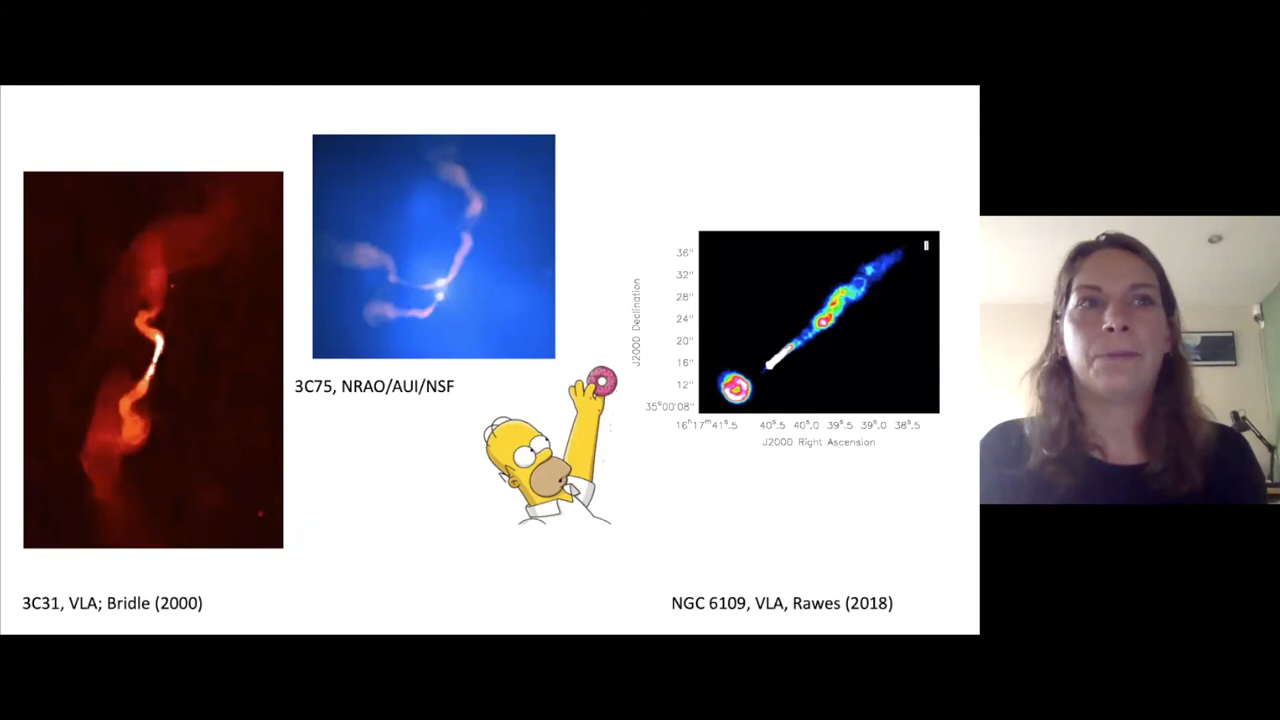 3C75, NRAO/AUI/NSF
3C31, VLA; Bridle (2000)
J2000 Declination
36"
32"
28"
24"
20"
16"
12"
35°00'08"
16ʰ17ᵐ41ˢ.5 40ˢ.5 40ˢ.0 39ˢ.5 39ˢ.0 38ˢ.5
J2000 Right Ascension
NGC 6109, VLA, Rawes (2018)